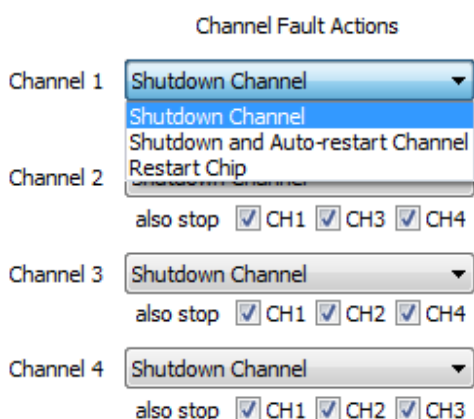 Channel Fault Actions
Channel 1 Shutdown Channel
Shutdown Channel
Shutdown and Auto-restart Channel
Restart Chip
Channel 2
also stop CH1 CH3 CH4
Channel 3 Shutdown Channel
also stop CH1 CH2 CH4
Channel 4 Shutdown Channel
also stop CH1 CH2 CH3